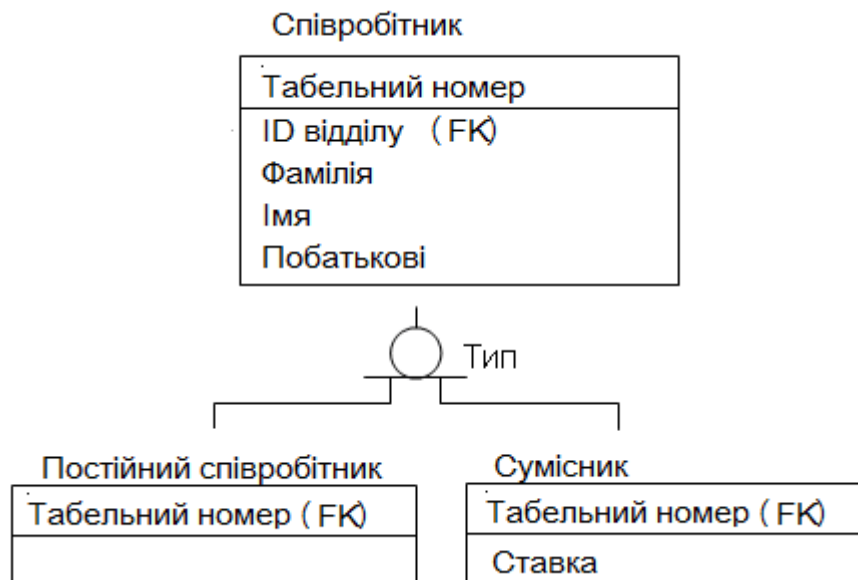 Співробітник
Табельний номер
ID відділу (FK)
Фамілія
Імя
Побатькові
Тип
Постійний співробітник
Табельний номер (FK)
Сумісник
Табельний номер (FK)
Ставка